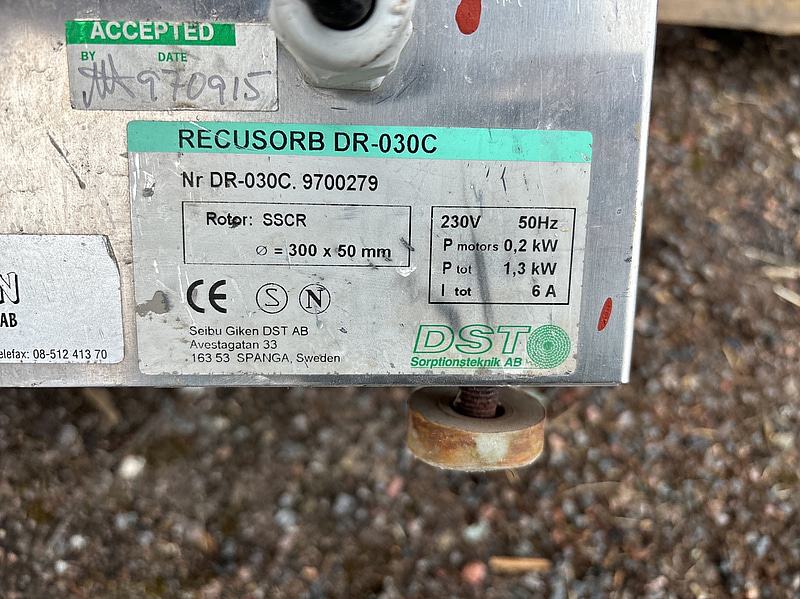 ACCEPTED
BY DATE
970915
RECUSORB DR-030C
Nr DR-030C. 9700279
Rotor: SSCR
Ø = 300 x 50 mm
230V 50Hz
P motors 0,2 kW
P tot 1,3 kW
I tot 6 A
CE S N
Seibu Giken DST AB
Avestagatan 33
163 53 SPANGA, Sweden
DST
Sorptionsteknik AB
N
AB
elefax: 08-512 413 70